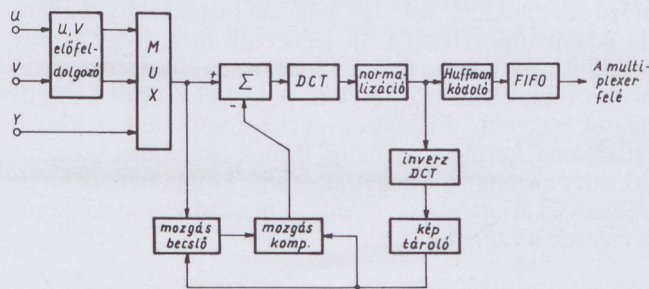 U
V
Y
U, V
előfel-
dolgozó
M
U
X
+
-
Σ
DCT
norma-
lizáció
Huffman
kódoló
FIFO
A multi-
plexer
felé
inverz
DCT
mozgás
becslő
mozgás
komp.
kép
tároló